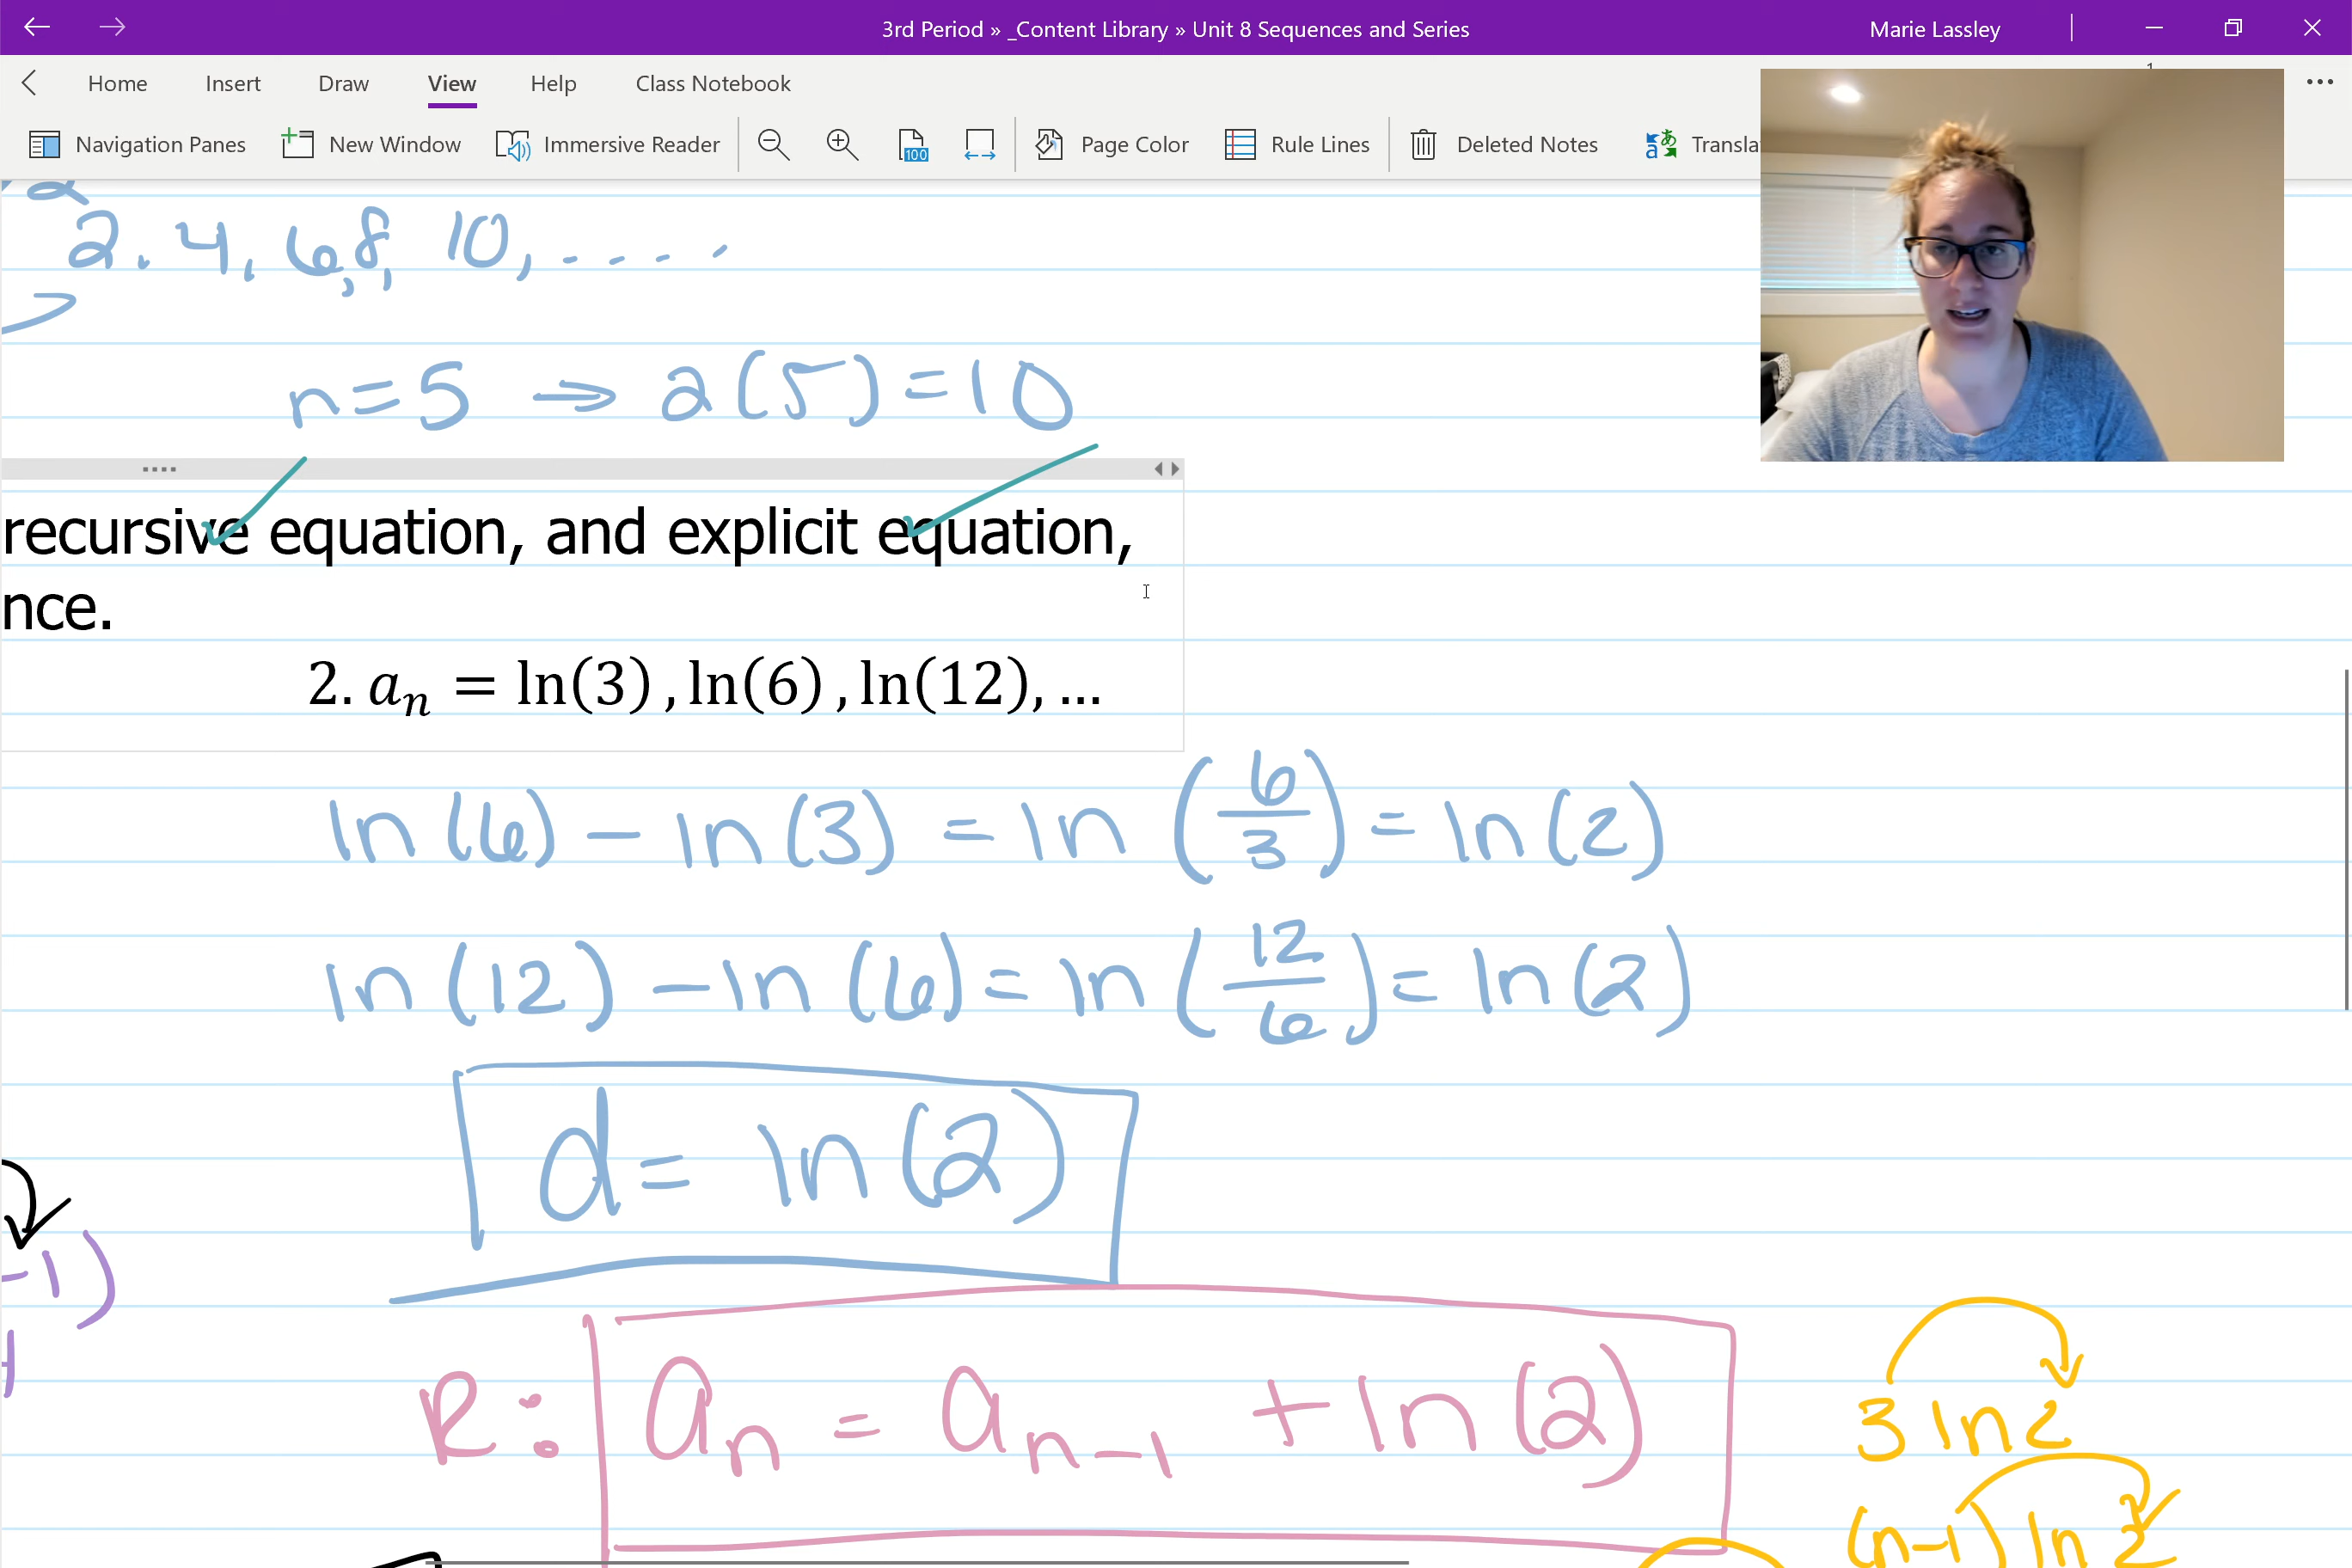 3rd Period » _Content Library » Unit 8 Sequences and Series
Marie Lassley
Home Insert Draw View Help Class Notebook
Navigation Panes New Window Immersive Reader 100 Page Color Rule Lines Deleted Notes Transla
2, 4, 6, 8, 10, .....
n=5 ⇒ 2(5)=10
recursive equation, and explicit equation,
nce.
2. aₙ = ln(3), ln(6), ln(12), ...
ln(6) - ln(3) = ln(6/3) = ln(2)
ln(12) - ln(6) = ln(12/6) = ln(2)
d = ln(2)
-1)
R: aₙ = aₙ₋₁ + ln(2)
3 ln 2
(n-1) ln 2